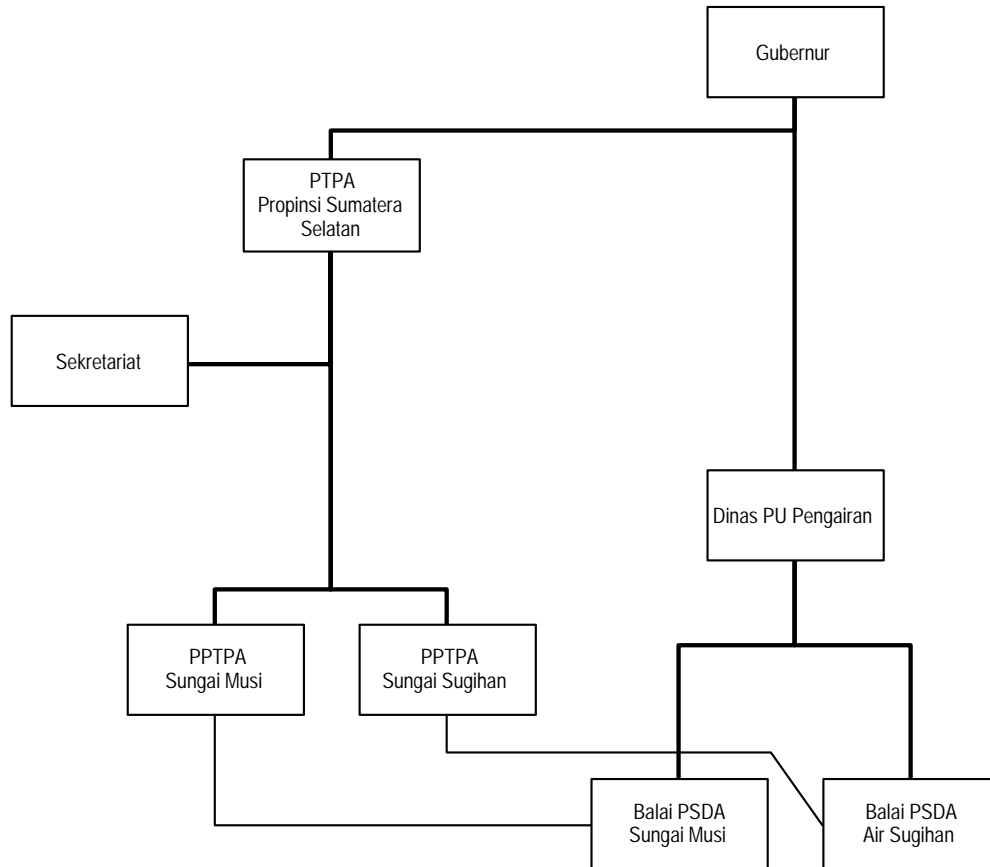 Gubernur
PTPA
Propinsi Sumatera
Selatan
Sekretariat
Dinas PU Pengairan
PPTPA
Sungai Musi
PPTPA
Sungai Sugihan
Balai PSDA
Sungai Musi
Balai PSDA
Air Sugihan